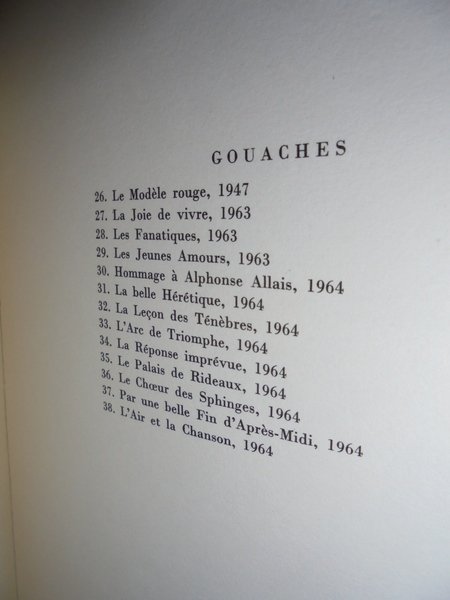 GOUACHES
26. Le Modèle rouge, 1947
27. La Joie de vivre, 1963
28. Les Fanatiques, 1963
29. Les Jeunes Amours, 1963
30. Hommage à Alphonse Allais, 1964
31. La belle Hérétique, 1964
32. La Leçon des Ténèbres, 1964
33. L'Arc de Triomphe, 1964
34. La Réponse imprévue, 1964
35. Le Palais de Rideaux, 1964
36. Le Chœur des Sphinges, 1964
37. Par une belle Fin d'Après-Midi, 1964
38. L'Air et la Chanson, 1964